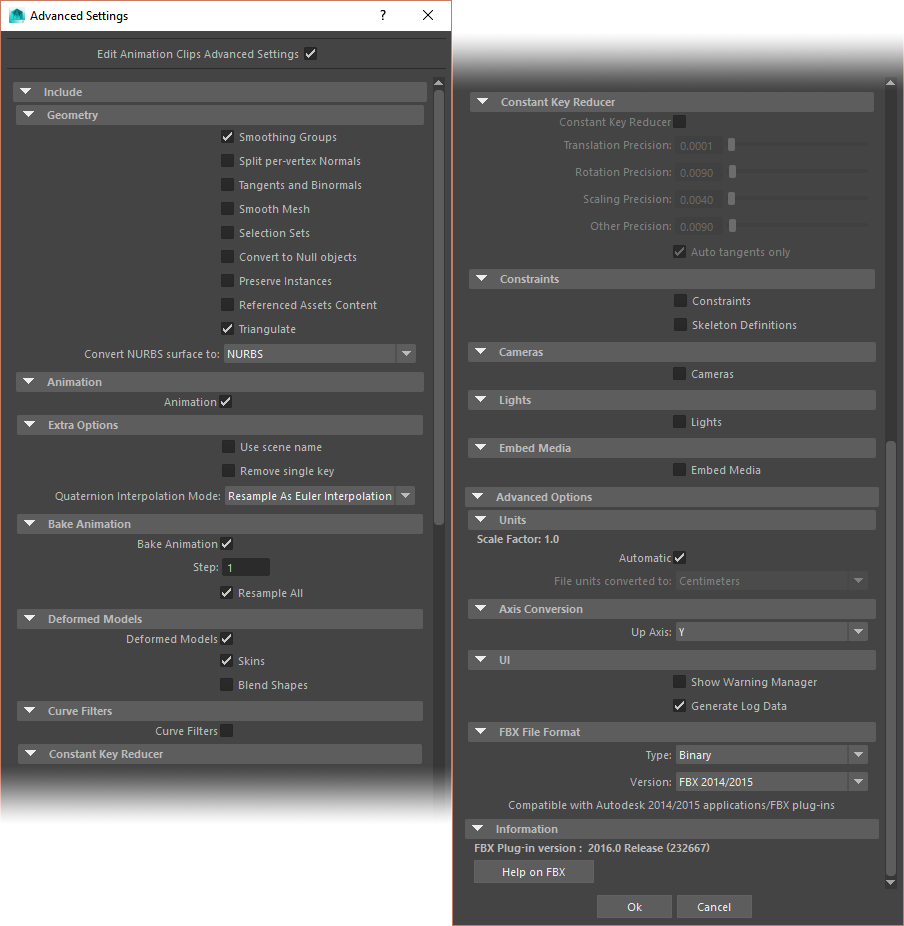 Advanced Settings
?
Edit Animation Clips Advanced Settings
Include
Geometry
Smoothing Groups
Split per-vertex Normals
Tangents and Binormals
Smooth Mesh
Selection Sets
Convert to Null objects
Preserve Instances
Referenced Assets Content
Triangulate
Convert NURBS surface to: NURBS
Animation
Animation
Extra Options
Use scene name
Remove single key
Quaternion Interpolation Mode: Resample As Euler Interpolation
Bake Animation
Bake Animation
Step: 1
Resample All
Deformed Models
Deformed Models
Skins
Blend Shapes
Curve Filters
Curve Filters
Constant Key Reducer
Constant Key Reducer
Constant Key Reducer
Translation Precision: 0.0001
Rotation Precision: 0.0090
Scaling Precision: 0.0040
Other Precision: 0.0090
Auto tangents only
Constraints
Constraints
Skeleton Definitions
Cameras
Cameras
Lights
Lights
Embed Media
Embed Media
Advanced Options
Units
Scale Factor: 1.0
Automatic
File units converted to: Centimeters
Axis Conversion
Up Axis: Y
UI
Show Warning Manager
Generate Log Data
FBX File Format
Type: Binary
Version: FBX 2014/2015
Compatible with Autodesk 2014/2015 applications/FBX plug-ins
Information
FBX Plug-in version : 2016.0 Release (232667)
Help on FBX
Ok Cancel